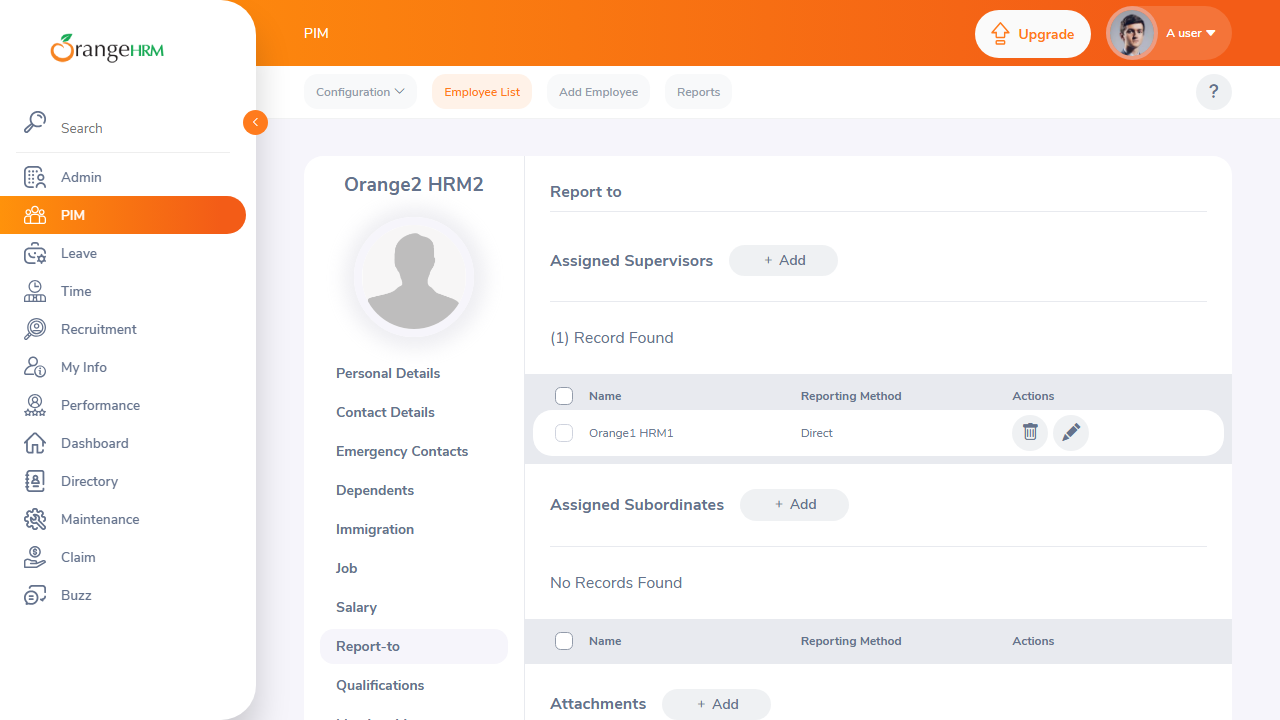 OrangeHRM
PIM
Upgrade
A user
Configuration
Employee List
Add Employee
Reports
?
Search
Admin
PIM
Leave
Time
Recruitment
My Info
Performance
Dashboard
Directory
Maintenance
Claim
Buzz
Orange2 HRM2
Personal Details
Contact Details
Emergency Contacts
Dependents
Immigration
Job
Salary
Report-to
Qualifications
Report to
Assigned Supervisors + Add
(1) Record Found
Name Reporting Method Actions
Orange1 HRM1 Direct
Assigned Subordinates + Add
No Records Found
Name Reporting Method Actions
Attachments + Add